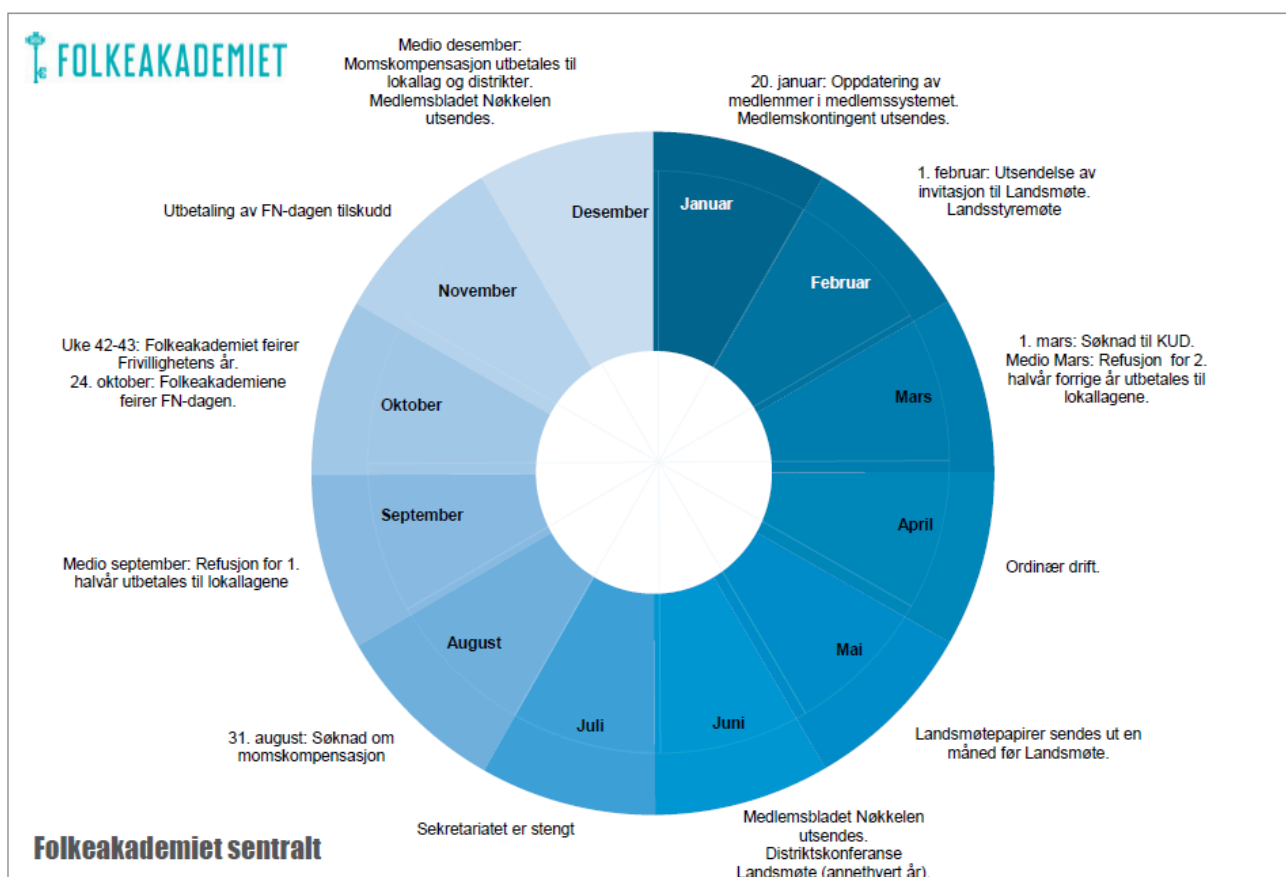 FOLKEAKADEMIET
Medio desember:
Momskompensasjon utbetales til
lokallag og distrikter.
Medlemsbladet Nøkkelen
utsendes.
20. januar: Oppdatering av
medlemmer i medlemssystemet.
Medlemskontingent utsendes.
1. februar: Utsendelse av
invitasjon til Landsmøte.
Landsstyremøte
Utbetaling av FN-dagen tilskudd
Desember
Januar
Februar
November
Uke 42-43: Folkeakademiet feirer
Frivillighetens år.
24. oktober: Folkeakademiene
feirer FN-dagen.
1. mars: Søknad til KUD.
Medio Mars: Refusjon for 2.
halvår forrige år utbetales til
lokallagene.
Oktober
Mars
September
April
Medio september: Refusjon for 1.
halvår utbetales til lokallagene
Ordinær drift.
August
Mai
Juli
Juni
31. august: Søknad om
momskompensasjon
Landsmøtepapirer sendes ut en
måned før Landsmøte.
Sekretariatet er stengt
Medlemsbladet Nøkkelen
utsendes.
Distriktskonferanse
Landsmøte (annethvert år).
Folkeakademiet sentralt